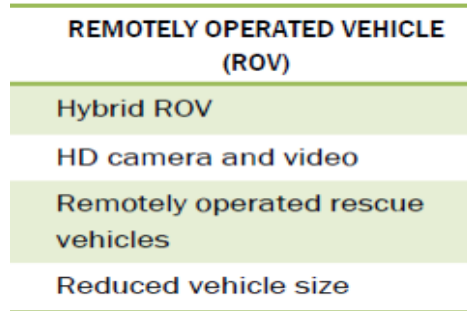 REMOTELY OPERATED VEHICLE
(ROV)
Hybrid ROV
HD camera and video
Remotely operated rescue
vehicles
Reduced vehicle size